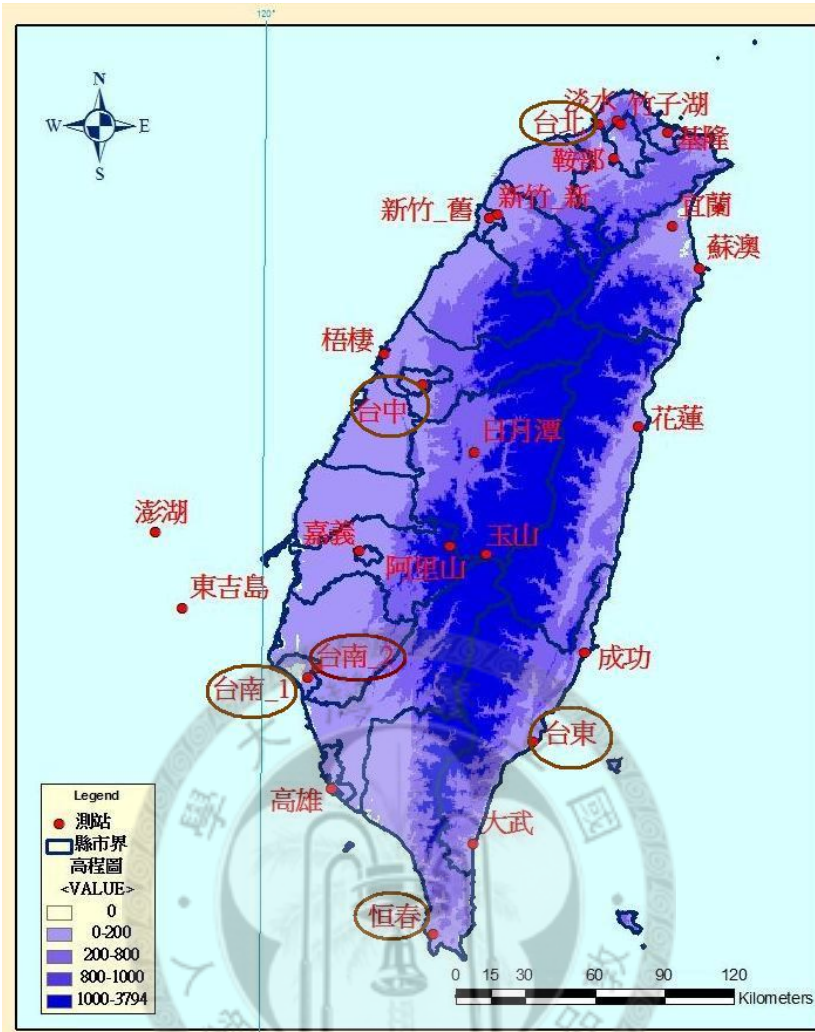 120°
N
W E
S
淡水 竹子湖
台北
基隆
鞍部
新竹_新
新竹_舊
宜蘭
蘇澳
梧棲
台中
花蓮
日月潭
澎湖
嘉義
玉山
阿里山
東吉島
台南_2
成功
台南_1
台東
Legend
測站
縣市界
高程圖
<VALUE>
0
0-200
200-800
800-1000
1000-3794
高雄
大武
恒春
學 大 國
0 15 30 60 90 120
Kilometers